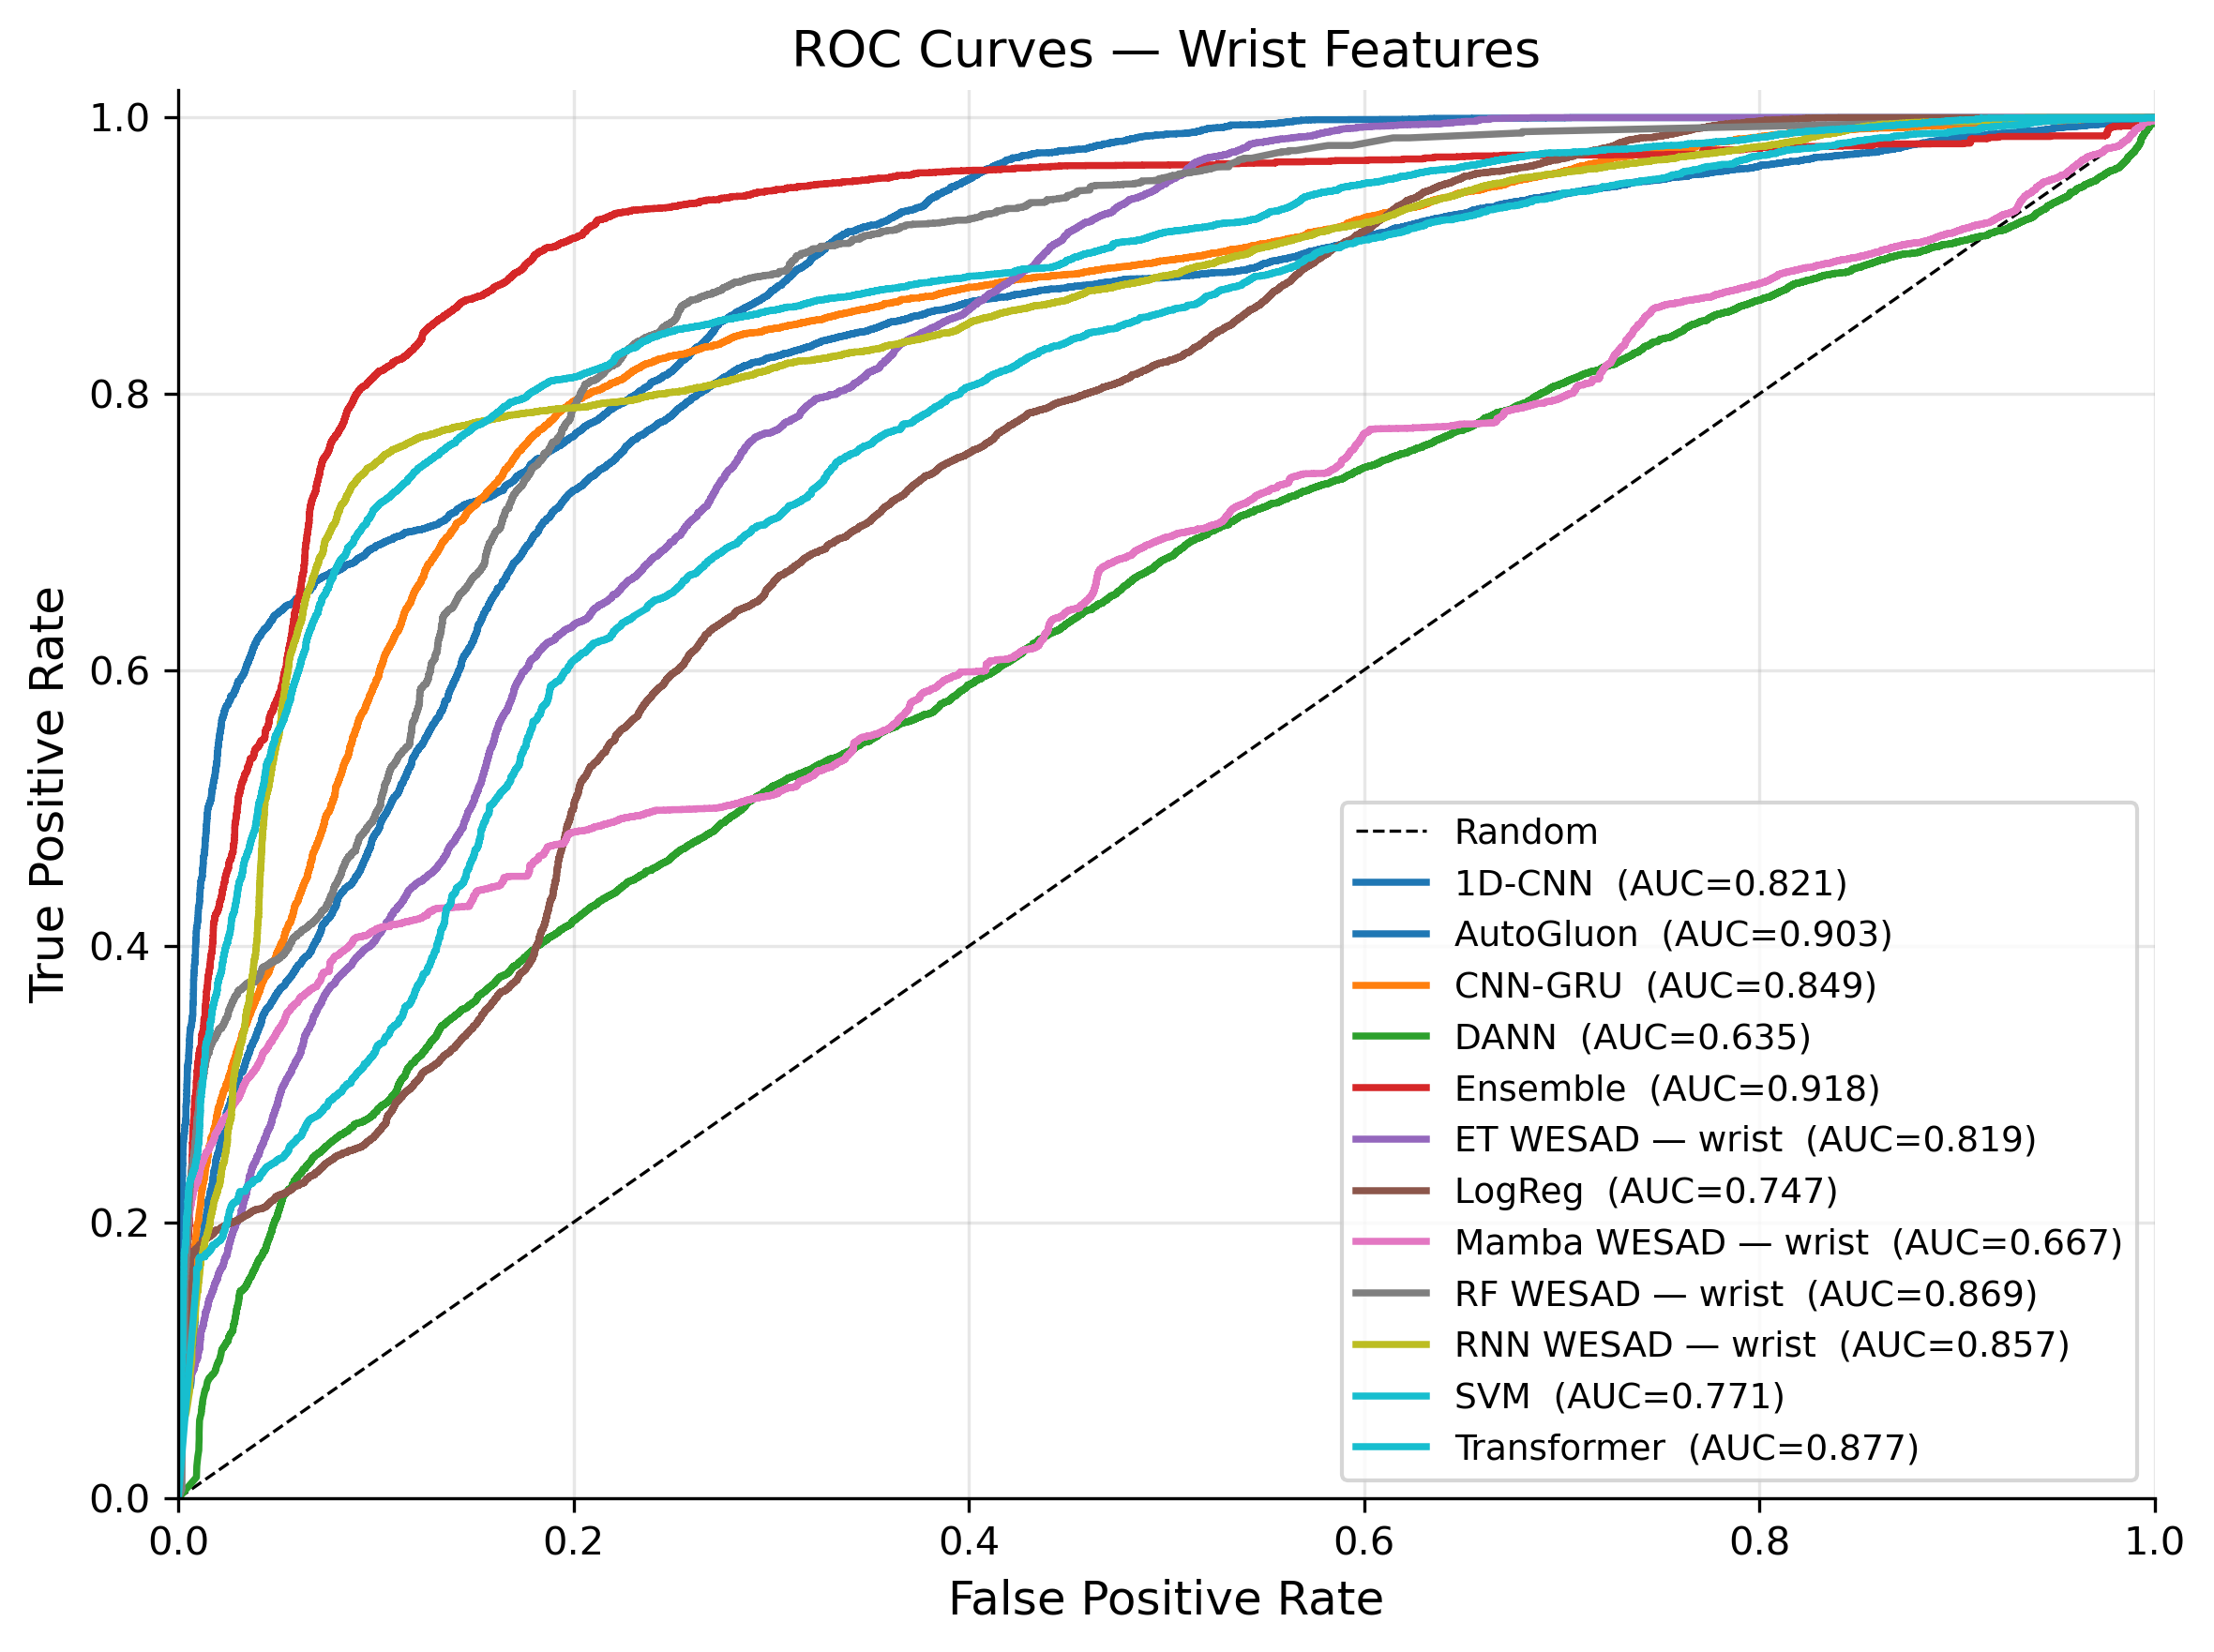 ROC Curves — Wrist Features
1.0
0.8
0.6
0.4
0.2
0.0
True Positive Rate
Random
1D-CNN (AUC=0.821)
AutoGluon (AUC=0.903)
CNN-GRU (AUC=0.849)
DANN (AUC=0.635)
Ensemble (AUC=0.918)
ET WESAD — wrist (AUC=0.819)
LogReg (AUC=0.747)
Mamba WESAD — wrist (AUC=0.667)
RF WESAD — wrist (AUC=0.869)
RNN WESAD — wrist (AUC=0.857)
SVM (AUC=0.771)
Transformer (AUC=0.877)
0.0 0.2 0.4 0.6 0.8 1.0
False Positive Rate